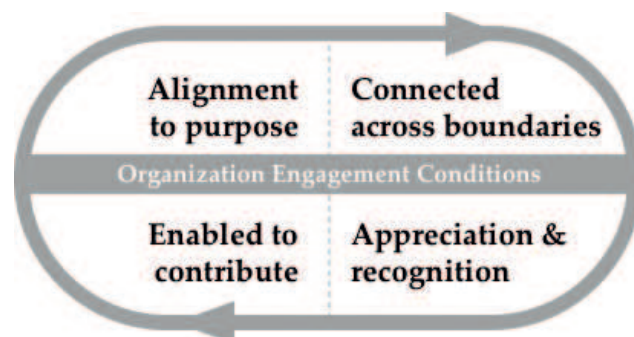 Alignment
to purpose
Connected
across boundaries
Organization Engagement Conditions
Enabled to
contribute
Appreciation &
recognition